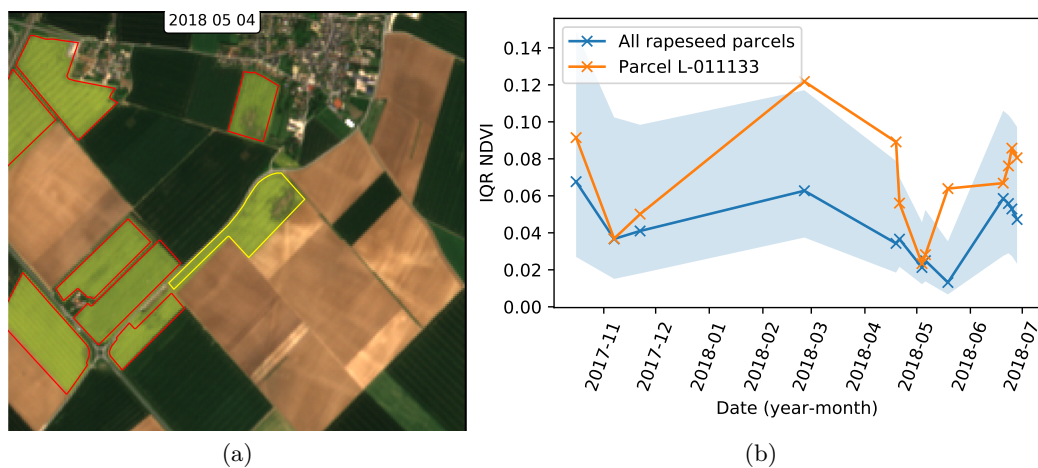 2018 05 04
(a)
IQR NDVI
0.14
0.12
0.10
0.08
0.06
0.04
0.02
0.00
All rapeseed parcels
Parcel L-011133
2017-11
2017-12
2018-01
2018-02
2018-03
2018-04
2018-05
2018-06
2018-07
Date (year-month)
(b)